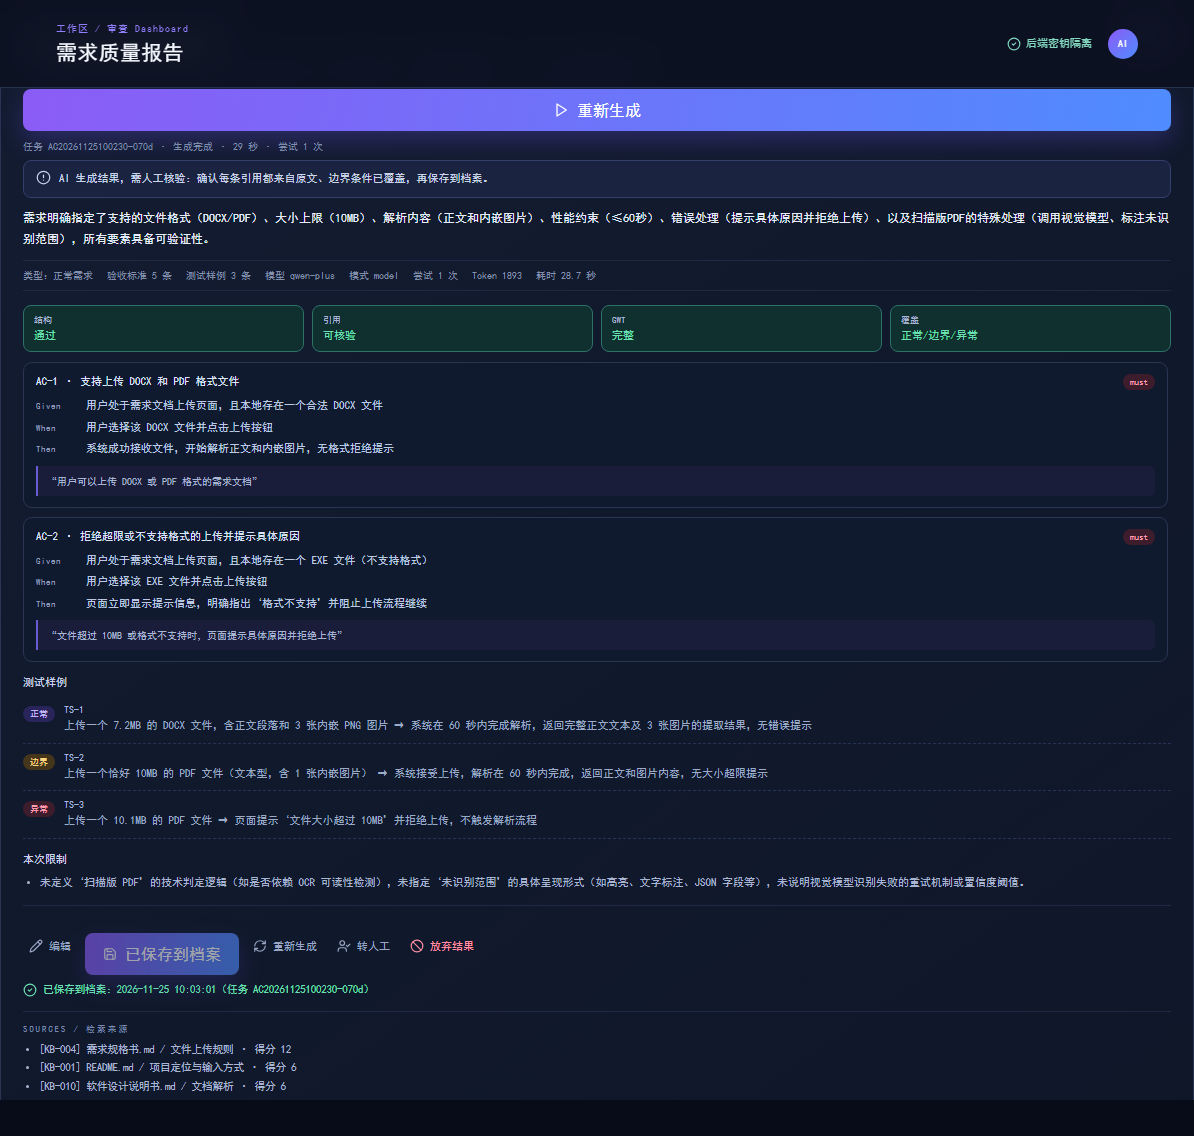 工作区 / 审查 Dashboard
需求质量报告
后端密钥隔离
AI
重新生成
任务 AC20261125100230-070d · 生成完成 · 29 秒 · 尝试 1 次
AI 生成结果，需人工核验：确认每条引用都来自原文、边界条件已覆盖，再保存到档案。
需求明确指定了支持的文件格式（DOCX/PDF）、大小上限（10MB）、解析内容（正文和内嵌图片）、性能约束（≤60秒）、错误处理（提示具体原因并拒绝上传）、以及扫描版PDF的特殊处理（调用视觉模型、标注未识
别范围），所有要素具备可验证性。
类型：正常需求 验收标准 5 条 测试样例 3 条 模型 qwen-plus 模式 model 尝试 1 次 Token 1893 耗时 28.7 秒
结构
通过
引用
可核验
GWT
完整
覆盖
正常/边界/异常
AC-1 · 支持上传 DOCX 和 PDF 格式文件
must
Given 用户处于需求文档上传页面，且本地存在一个合法 DOCX 文件
When 用户选择该 DOCX 文件并点击上传按钮
Then 系统成功接收文件，开始解析正文和内嵌图片，无格式拒绝提示
“用户可以上传 DOCX 或 PDF 格式的需求文档”
AC-2 · 拒绝超限或不支持格式的上传并提示具体原因
must
Given 用户处于需求文档上传页面，且本地存在一个 EXE 文件（不支持格式）
When 用户选择该 EXE 文件并点击上传按钮
Then 页面立即显示提示信息，明确指出‘格式不支持’并阻止上传流程继续
“文件超过 10MB 或格式不支持时，页面提示具体原因并拒绝上传”
测试样例
正常
TS-1
上传一个 7.2MB 的 DOCX 文件，含正文段落和 3 张内嵌 PNG 图片 → 系统在 60 秒内完成解析，返回完整正文文本及 3 张图片的提取结果，无错误提示
边界
TS-2
上传一个恰好 10MB 的 PDF 文件（文本型，含 1 张内嵌图片） → 系统接受上传，解析在 60 秒内完成，返回正文和图片内容，无大小超限提示
异常
TS-3
上传一个 10.1MB 的 PDF 文件 → 页面提示‘文件大小超过 10MB’并拒绝上传，不触发解析流程
本次限制
• 未定义‘扫描版 PDF’的技术判定逻辑（如是否依赖 OCR 可读性检测），未指定‘未识别范围’的具体呈现形式（如高亮、文字标注、JSON 字段等），未说明视觉模型识别失败的重试机制或置信度阈值。
编辑
已保存到档案
重新生成
转人工
放弃结果
已保存到档案：2026-11-25 10:03:01（任务 AC20261125100230-070d）
SOURCES / 检索来源
• [KB-004] 需求规格书.md / 文件上传规则 · 得分 12
• [KB-001] README.md / 项目定位与输入方式 · 得分 6
• [KB-010] 软件设计说明书.md / 文档解析 · 得分 6